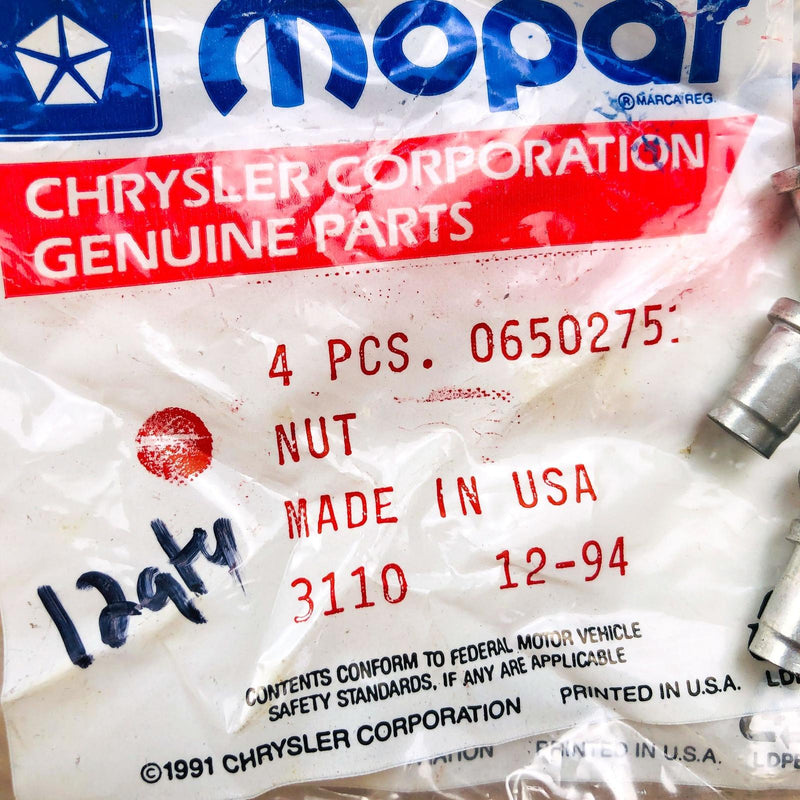 mopar
® MARCA REG.
CHRYSLER CORPORATION
GENUINE PARTS
4 PCS. 0650275
NUT
MADE IN USA
3110 12-94
12qty
CONTENTS CONFORM TO FEDERAL MOTOR VEHICLE
SAFETY STANDARDS, IF ANY ARE APPLICABLE
©1991 CHRYSLER CORPORATION PRINTED IN U.S.A.
PRINTED IN U.S.A.